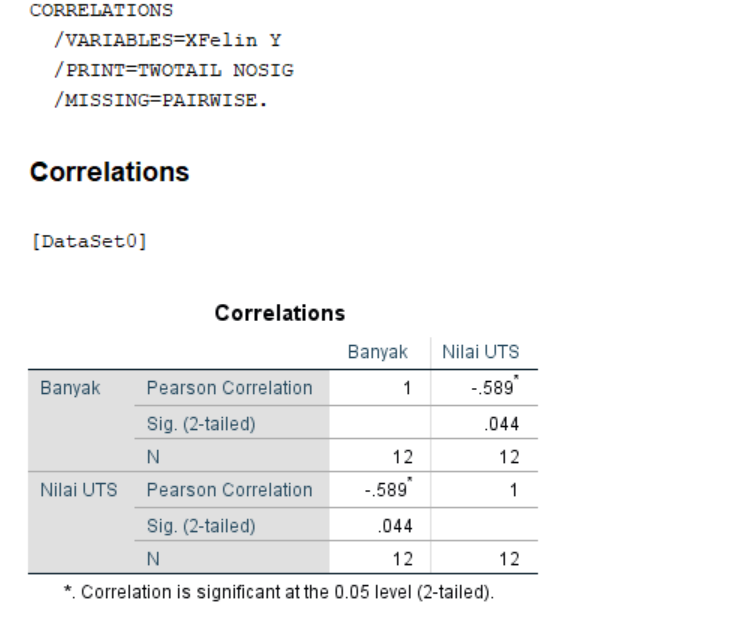 CORRELATIONS
/VARIABLES=XFelin Y
/PRINT=TWOTAIL NOSIG
/MISSING=PAIRWISE.
Correlations
[DataSet0]
Correlations
Banyak Nilai UTS
Banyak Pearson Correlation 1 -.589*
Sig. (2-tailed) .044
N 12 12
Nilai UTS Pearson Correlation -.589* 1
Sig. (2-tailed) .044
N 12 12
*. Correlation is significant at the 0.05 level (2-tailed).